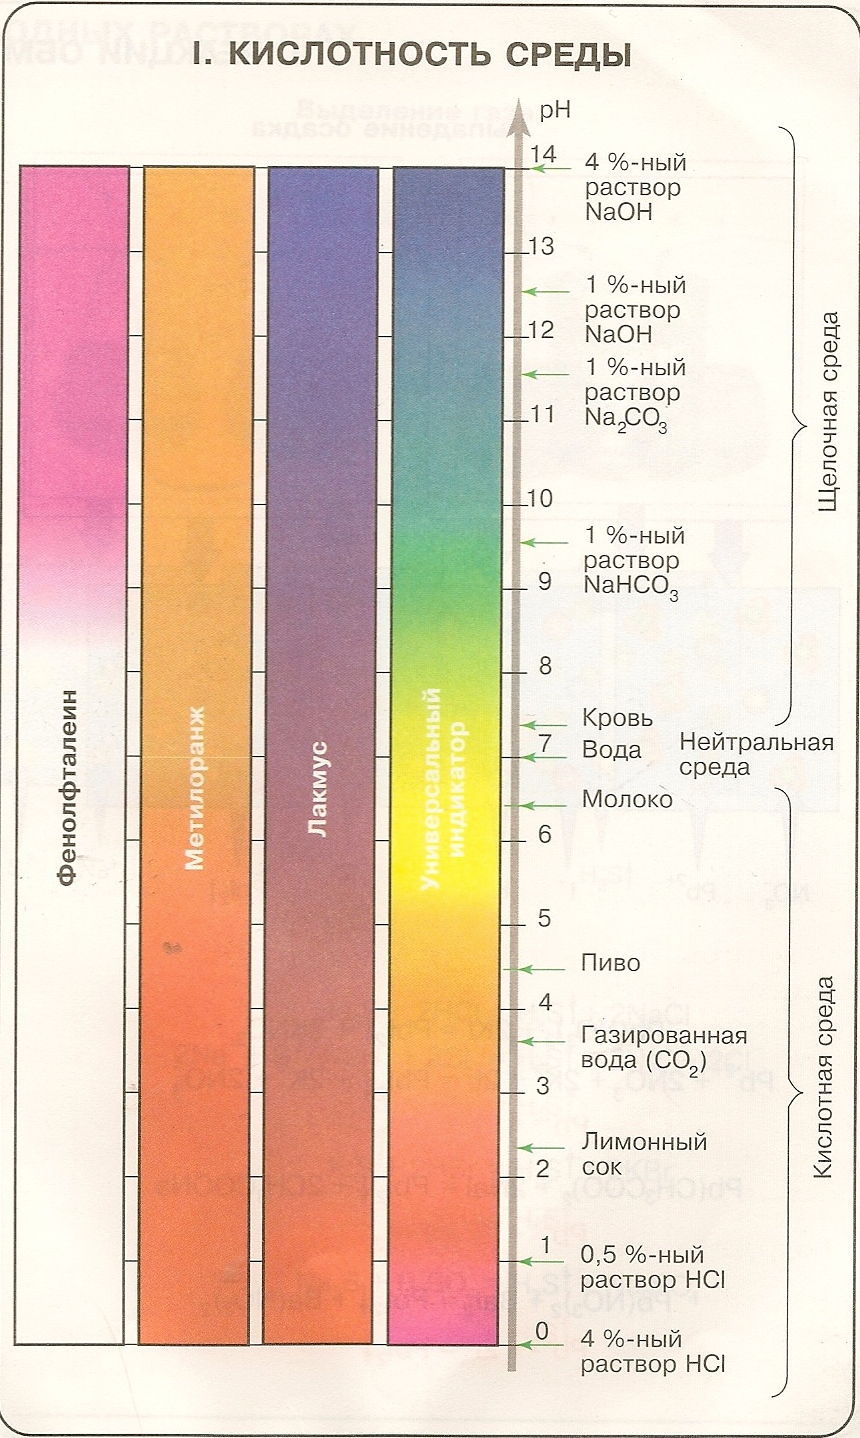 I. КИСЛОТНОСТЬ СРЕДЫ
pH
14
4 %-ный
раствор
NaOH
13
1 %-ный
раствор
NaOH
12
1 %-ный
раствор
Na₂CO₃
11
10
1 %-ный
раствор
NaHCO₃
9
8
Кровь
7
Вода
Нейтральная
среда
Молоко
6
5
Пиво
4
Газированная
вода (CO₂)
3
Лимонный
сок
2
1
0,5 %-ный
раствор HCl
0
4 %-ный
раствор HCl
Щелочная среда
Кислотная среда
Фенолфталеин
Метилоранж
Лакмус
Универсальный
индикатор